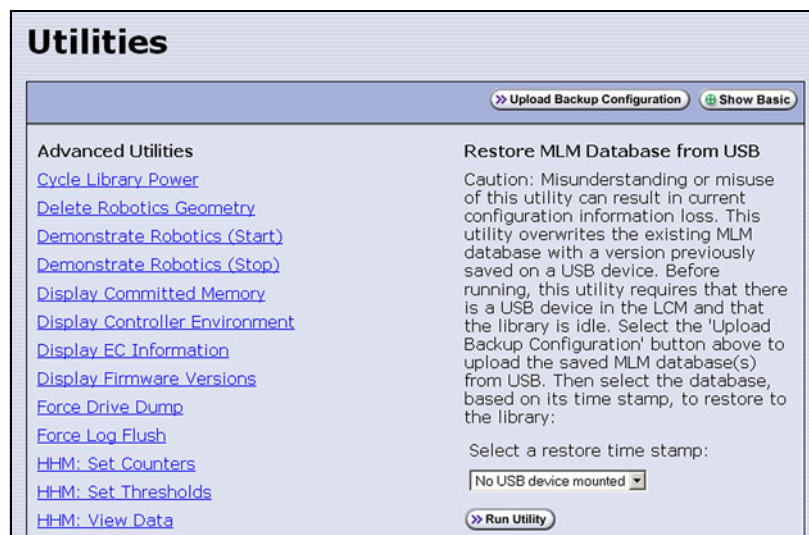 Utilities
Upload Backup Configuration
Show Basic
Advanced Utilities
Cycle Library Power
Delete Robotics Geometry
Demonstrate Robotics (Start)
Demonstrate Robotics (Stop)
Display Committed Memory
Display Controller Environment
Display EC Information
Display Firmware Versions
Force Drive Dump
Force Log Flush
HHM: Set Counters
HHM: Set Thresholds
HHM: View Data
Restore MLM Database from USB
Caution: Misunderstanding or misuse
of this utility can result in current
configuration information loss. This
utility overwrites the existing MLM
database with a version previously
saved on a USB device. Before
running, this utility requires that there
is a USB device in the LCM and that
the library is idle. Select the 'Upload
Backup Configuration' button above to
upload the saved MLM database(s)
from USB. Then select the database,
based on its time stamp, to restore to
the library:
Select a restore time stamp:
No USB device mounted
Run Utility